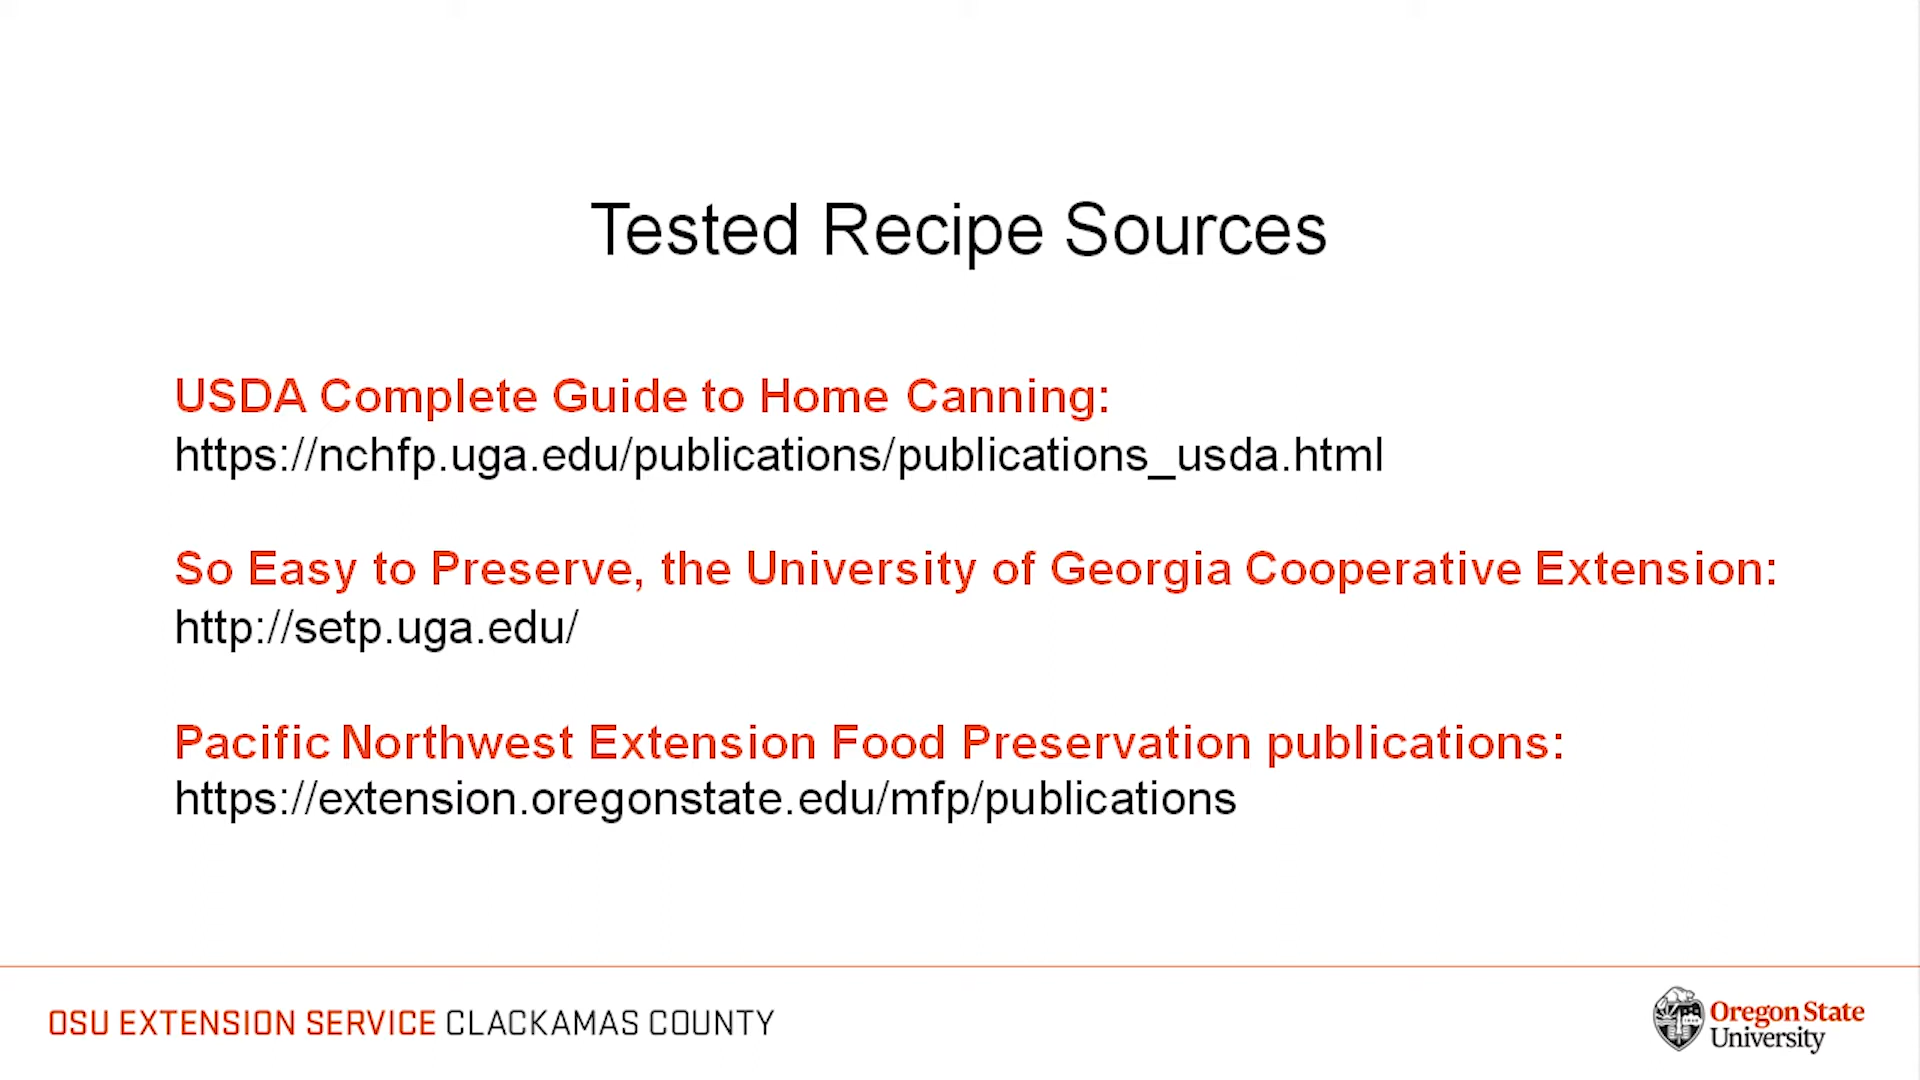 Tested Recipe Sources
USDA Complete Guide to Home Canning:
https://nchfp.uga.edu/publications/publications_usda.html
So Easy to Preserve, the University of Georgia Cooperative Extension:
http://setp.uga.edu/
Pacific Northwest Extension Food Preservation publications:
https://extension.oregonstate.edu/mfp/publications
OSU EXTENSION SERVICE CLACKAMAS COUNTY
Oregon State
University